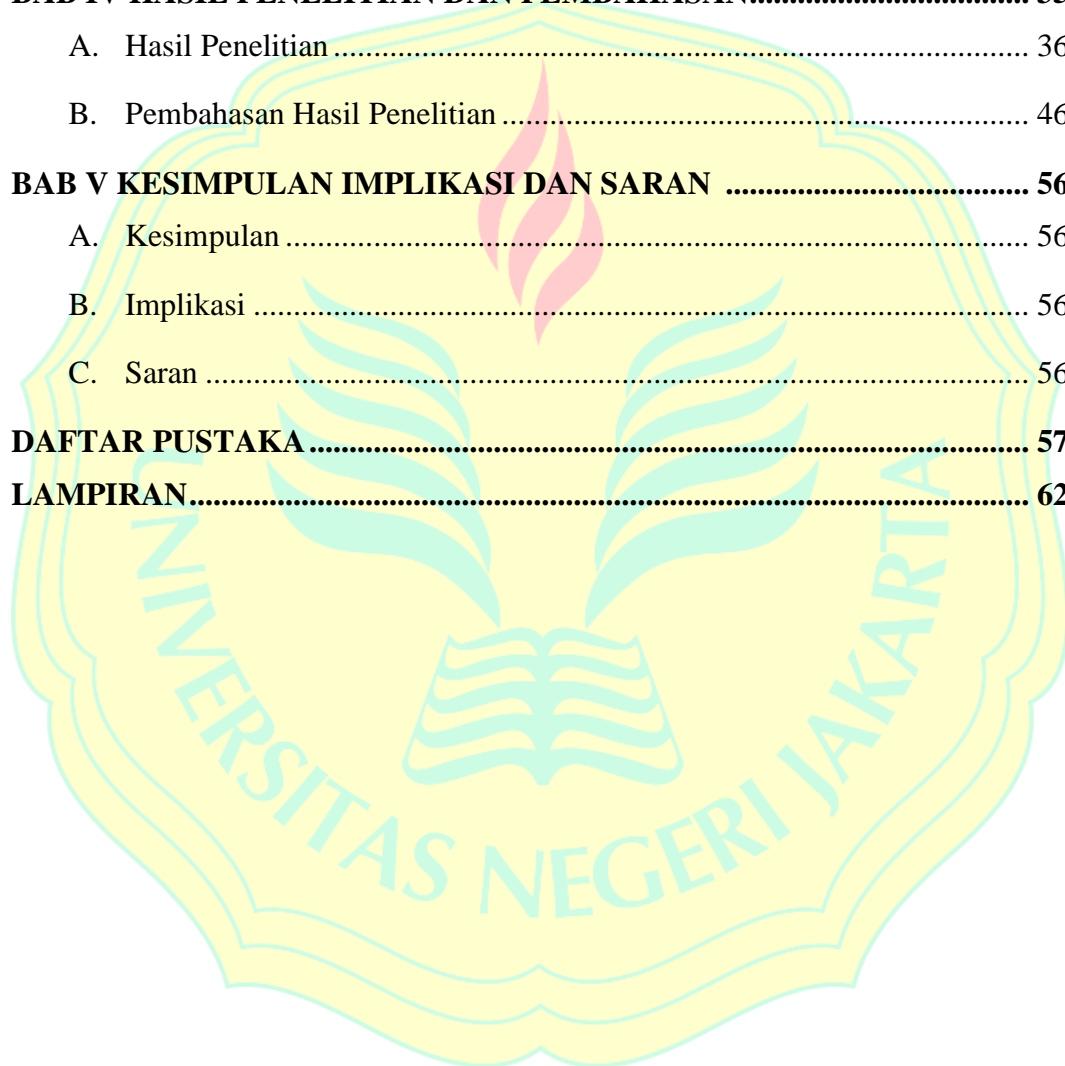 A. Hasil Penelitian ........................................................................................ 36
B. Pembahasan Hasil Penelitian ................................................................... 46
BAB V KESIMPULAN IMPLIKASI DAN SARAN ...................................... 56
A. Kesimpulan .............................................................................................. 56
B. Implikasi .................................................................................................. 56
C. Saran ........................................................................................................ 56
DAFTAR PUSTAKA ........................................................................................ 57
LAMPIRAN ...................................................................................................... 62
UNIVERSITAS NEGERI JAKARTA